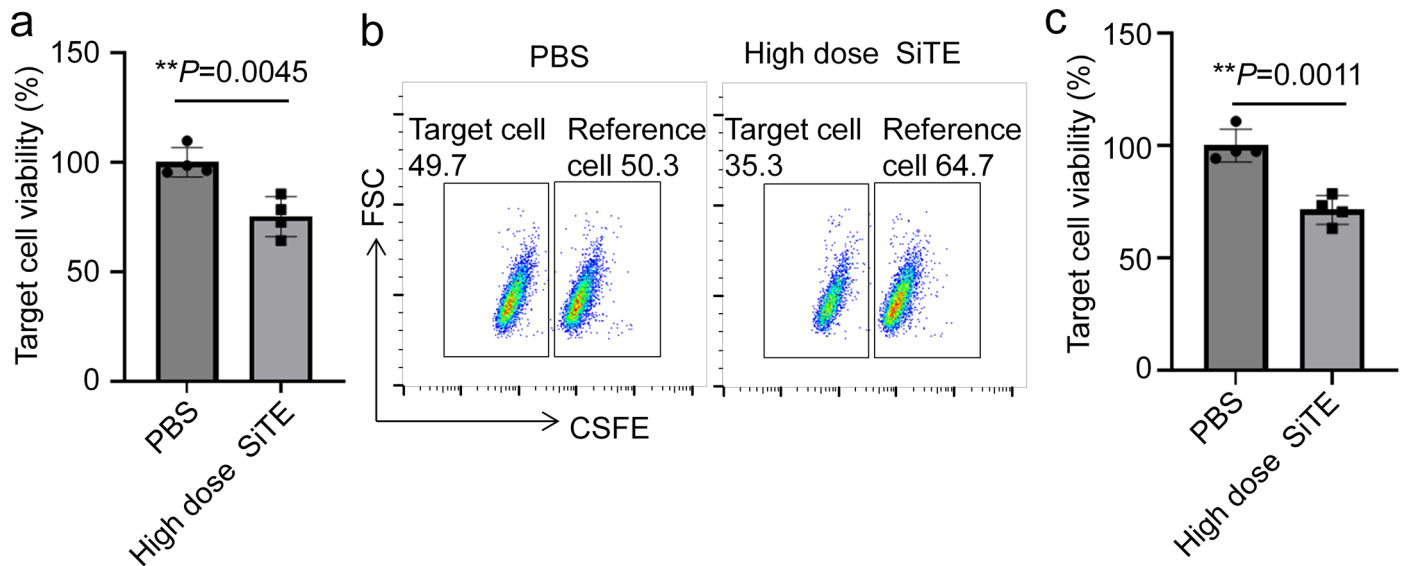 a
Target cell viability (%)
150
100
50
0
**P=0.0045
PBS
High dose SiTE
b
PBS
High dose SiTE
Target cell
49.7
Reference
cell 50.3
Target cell
35.3
Reference
cell 64.7
FSC
CSFE
c
Target cell viability (%)
150
100
50
0
**P=0.0011
PBS
High dose SiTE